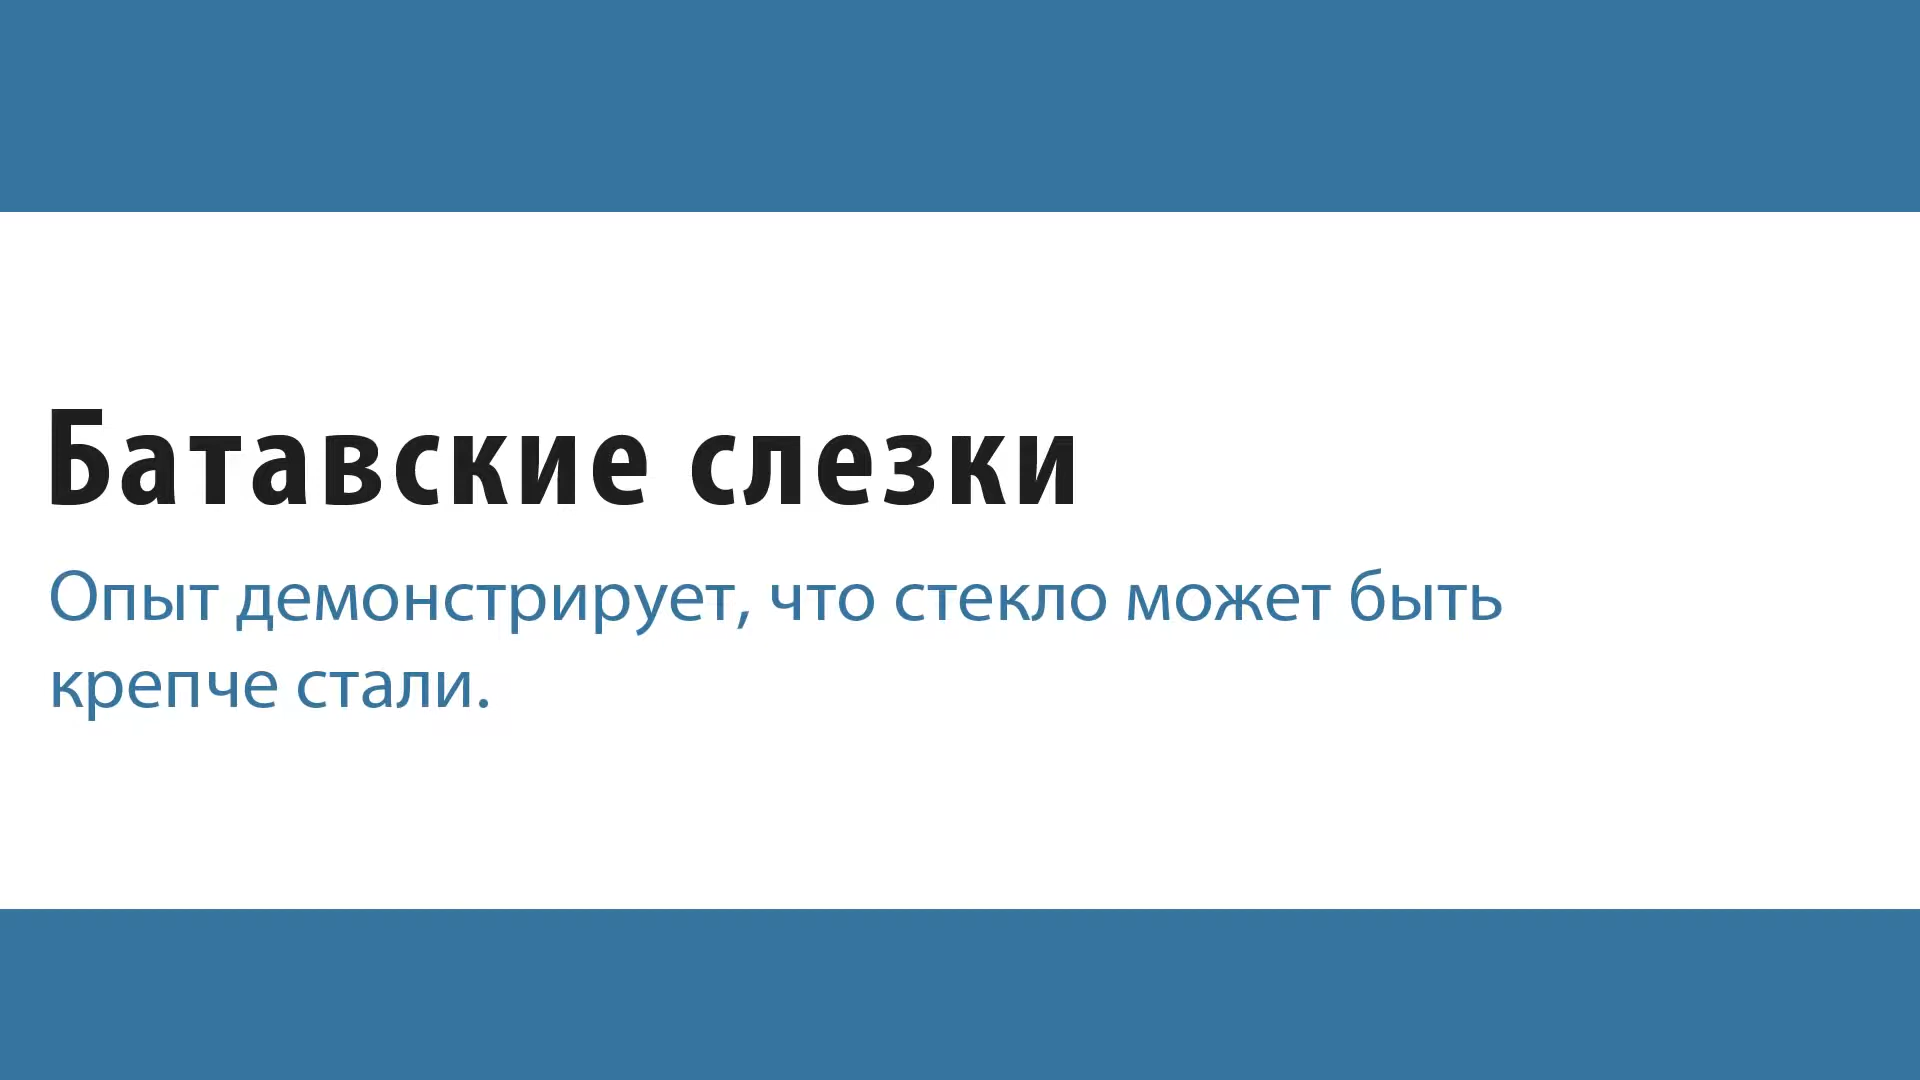 Батавские слезки
Опыт демонстрирует, что стекло может быть
крепче стали.